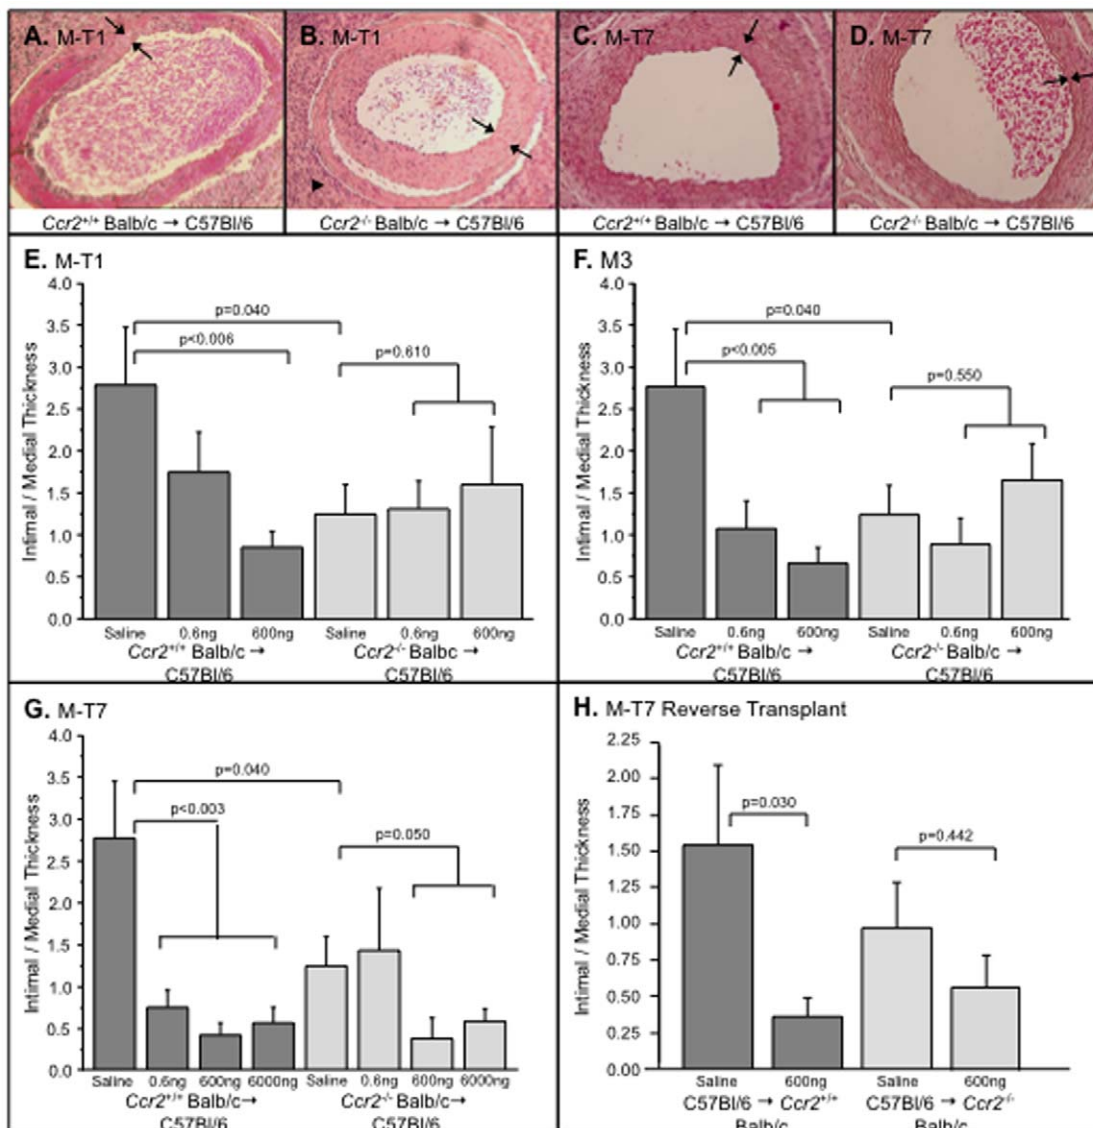 A. M-T1
B. M-T1
C. M-T7
D. M-T7
Ccr2+/+ Balb/c → C57Bl/6
Ccr2-/- Balb/c → C57Bl/6
Ccr2+/+ Balb/c → C57Bl/6
Ccr2-/- Balb/c → C57Bl/6
E. M-T1
Intimal / Medial Thickness
4.0
3.5
3.0
2.5
2.0
1.5
1.0
0.5
0.0
p=0.040
p<0.006
p=0.610
Saline 0.6ng 600ng Saline 0.6ng 600ng
Ccr2+/+ Balb/c → Ccr2-/- Balbc →
C57Bl/6 C57Bl/6
F. M3
Intimal / Medial Thickness
4.0
3.5
3.0
2.5
2.0
1.5
1.0
0.5
0.0
p=0.040
p<0.005
p=0.550
Saline 0.6ng 600ng Saline 0.6ng 600ng
Ccr2+/+ Balb/c → Ccr2-/- Balb/c →
C57Bl/6 C57Bl/6
G. M-T7
Intimal / Medial Thickness
4.0
3.5
3.0
2.5
2.0
1.5
1.0
0.5
0.0
p=0.040
p<0.003
p=0.050
Saline 0.6ng 600ng 6000ng Saline 0.6ng 600ng 6000ng
Ccr2+/+ Balb/c→ Ccr2-/- Balb/c→
C57Bl/6 C57Bl/6
H. M-T7 Reverse Transplant
Intimal / Medial Thickness
2.25
2.00
1.75
1.50
1.25
1.00
0.75
0.50
0.25
0.00
p=0.030
p=0.442
Saline 600ng Saline 600ng
C57Bl/6 → Ccr2+/+ C57Bl/6 → Ccr2-/-
Balb/c Balb/c